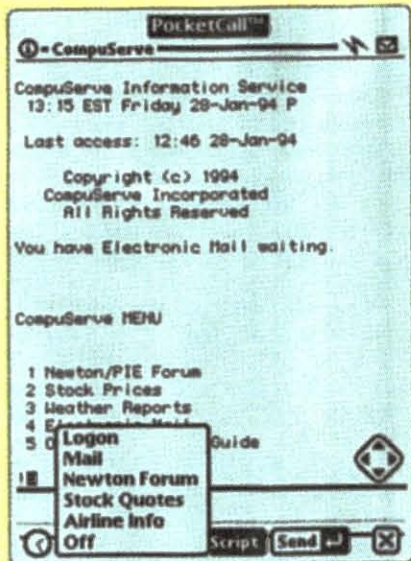 PocketCall™
CompuServe
CompuServe Information Service
13:15 EST Friday 28-Jan-94 P
Last access: 12:46 28-Jan-94
Copyright (c) 1994
CompuServe Incorporated
All Rights Reserved
You have Electronic Mail waiting.
CompuServe MENU
1 Newton/PIE Forum
2 Stock Prices
3 Weather Reports
4
5 Guide
Logon
Mail
Newton Forum
Stock Quotes
Airline Info
Off
Script Send